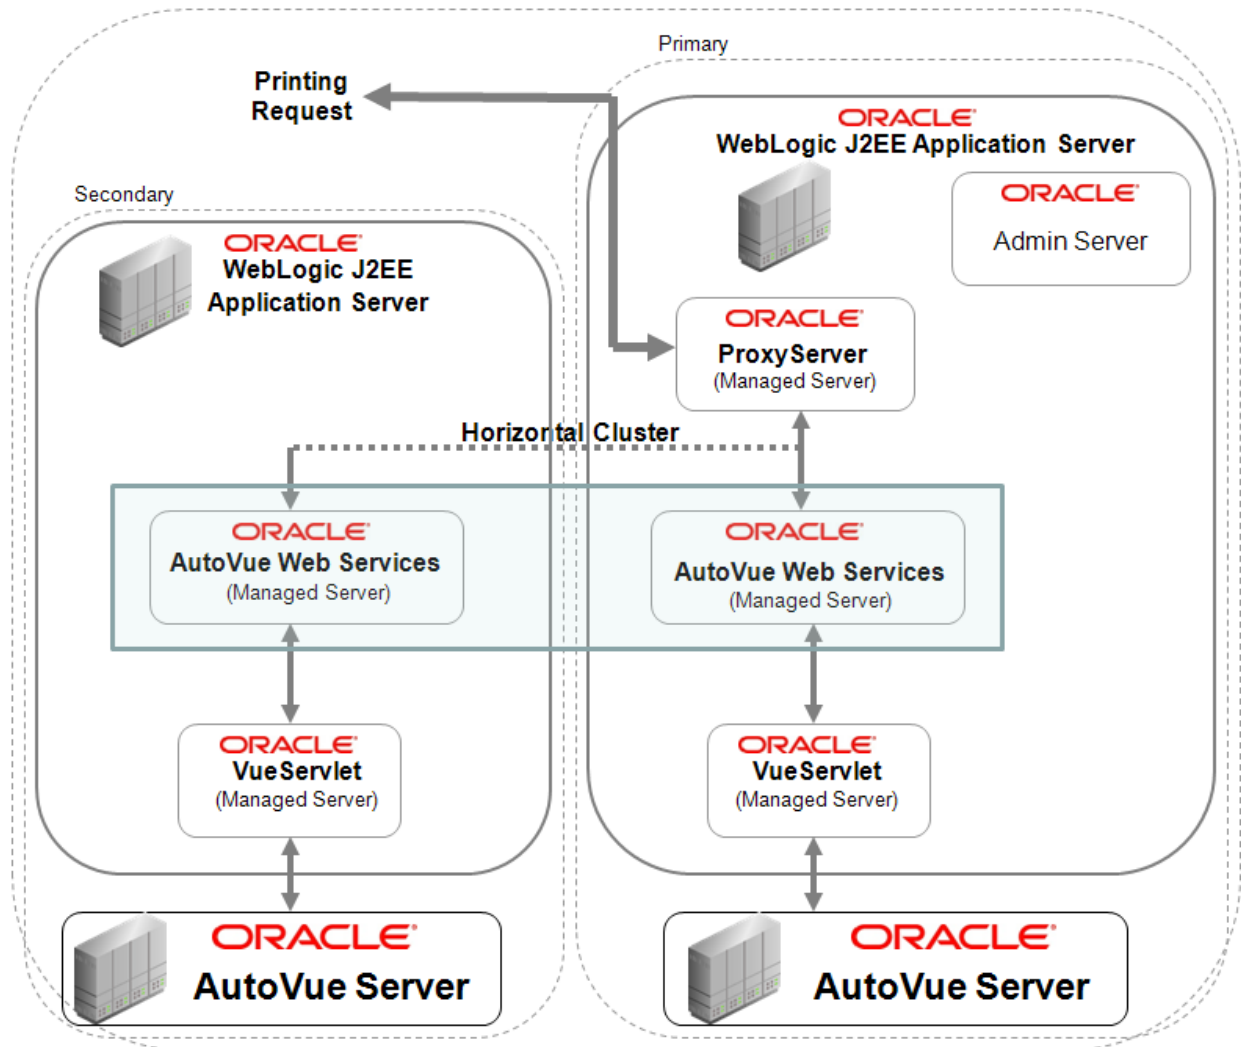 Primary
Printing
Request
ORACLE
WebLogic J2EE Application Server
ORACLE
Admin Server
Secondary
ORACLE
WebLogic J2EE
Application Server
ORACLE
ProxyServer
(Managed Server)
Horizontal Cluster
ORACLE
AutoVue Web Services
(Managed Server)
ORACLE
AutoVue Web Services
(Managed Server)
ORACLE
VueServlet
(Managed Server)
ORACLE
VueServlet
(Managed Server)
ORACLE
AutoVue Server
ORACLE
AutoVue Server